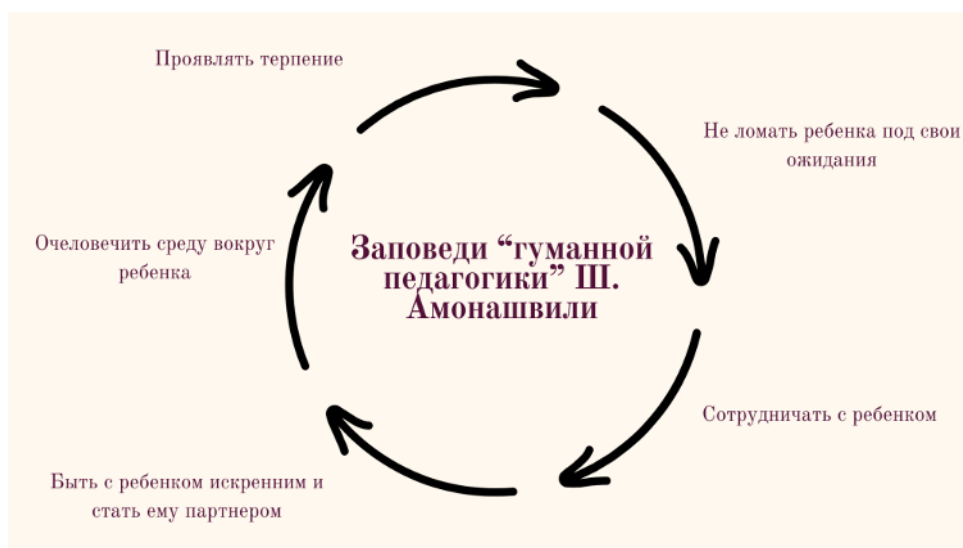 Проявлять терпение
Не ломать ребенка под свои
ожидания
Очеловечить среду вокруг
ребенка
Заповеди “гуманной
педагогики” Ш.
Амонашвили
Сотрудничать с ребенком
Быть с ребенком искренним и
стать ему партнером